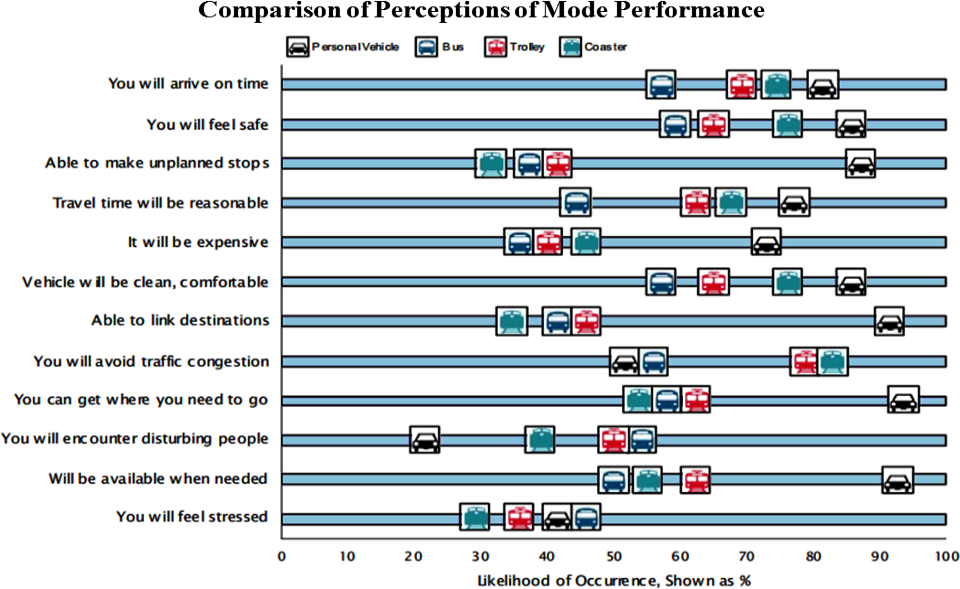 Comparison of Perceptions of Mode Performance
Personal Vehicle Bus Trolley Coaster
You will arrive on time
You will feel safe
Able to make unplanned stops
Travel time will be reasonable
It will be expensive
Vehicle will be clean, comfortable
Able to link destinations
You will avoid traffic congestion
You can get where you need to go
You will encounter disturbing people
Will be available when needed
You will feel stressed
0 10 20 30 40 50 60 70 80 90 100
Likelihood of Occurrence, Shown as %